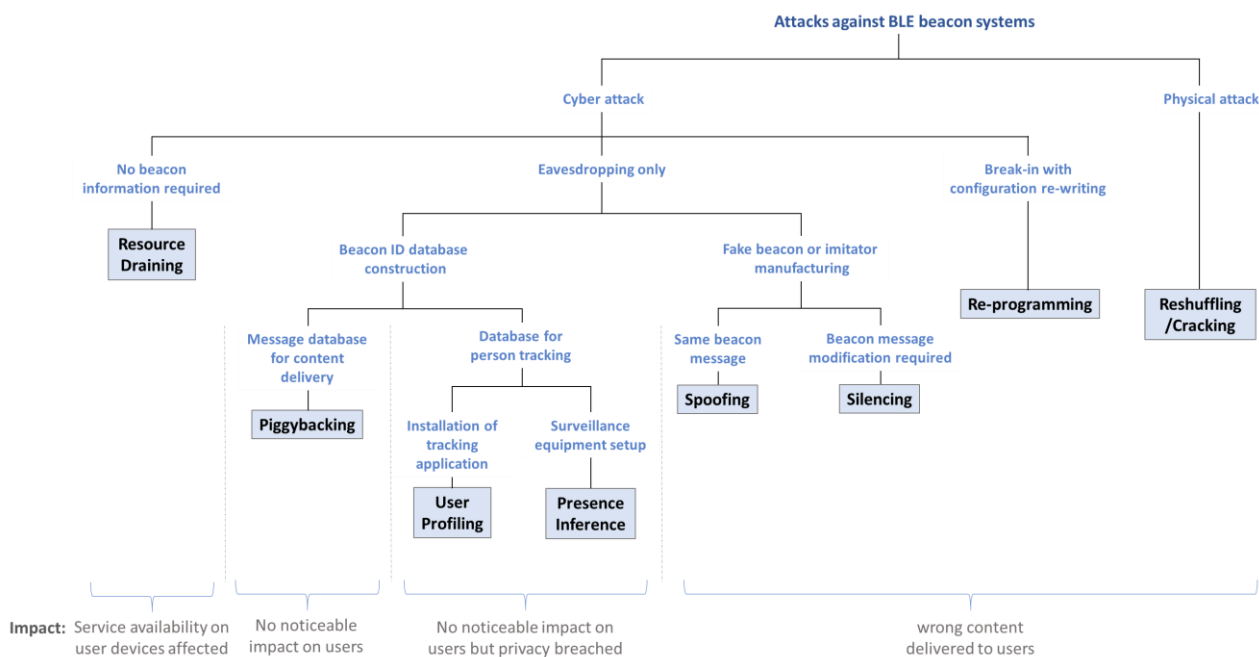 Attacks against BLE beacon systems
Cyber attack
Physical attack
No beacon
information required
Eavesdropping only
Break-in with
configuration re-writing
Resource
Draining
Beacon ID database
construction
Fake beacon or imitator
manufacturing
Re-programming
Reshuffling
/Cracking
Message database
for content
delivery
Database for
person tracking
Same beacon
message
Beacon message
modification required
Piggybacking
Spoofing
Silencing
Installation of
tracking
application
Surveillance
equipment setup
User
Profiling
Presence
Inference
Impact:
Service availability on
user devices affected
No noticeable
impact on users
No noticeable impact on
users but privacy breached
wrong content
delivered to users